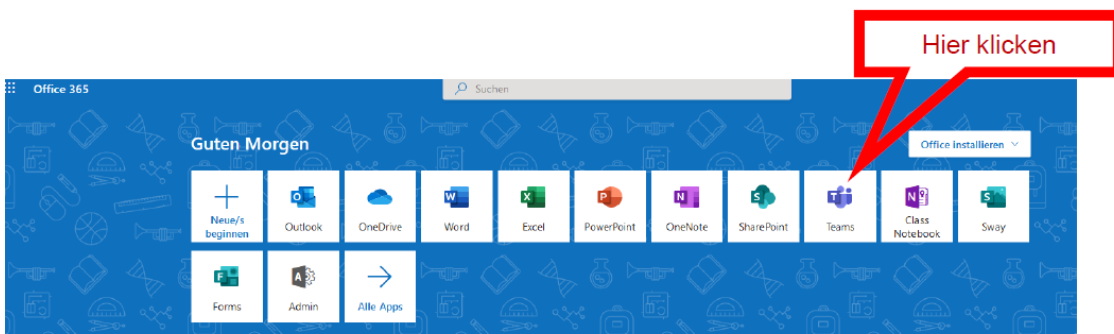 Hier klicken
Office 365
Suchen
Guten Morgen
Office installieren
Neue/s
beginnen
Outlook
OneDrive
Word
Excel
PowerPoint
OneNote
SharePoint
Teams
Class
Notebook
Sway
Forms
Admin
Alle Apps